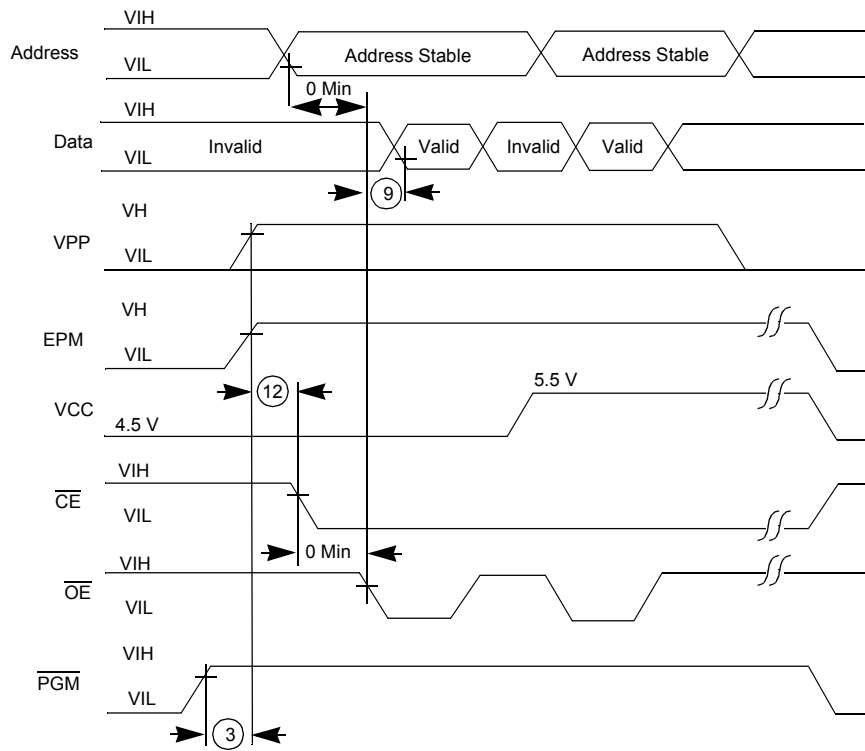 VIH
Address
VIL
Address Stable
Address Stable
0 Min
VIH
Data
VIL
Invalid
Valid
Invalid
Valid
9
VH
VPP
VIL
VH
EPM
VIL
12
VCC
4.5 V
5.5 V
VIH
CE
VIL
0 Min
VIH
OE
VIL
VIH
PGM
VIL
3